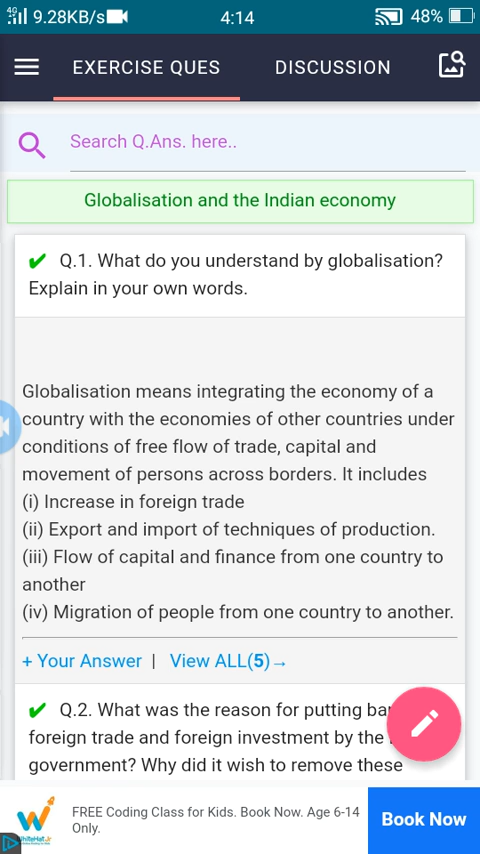 4G 9.28KB/s 4:14 48%
EXERCISE QUES DISCUSSION
Search Q.Ans. here..
Globalisation and the Indian economy
Q.1. What do you understand by globalisation?
Explain in your own words.
Globalisation means integrating the economy of a
country with the economies of other countries under
conditions of free flow of trade, capital and
movement of persons across borders. It includes
(i) Increase in foreign trade
(ii) Export and import of techniques of production.
(iii) Flow of capital and finance from one country to
another
(iv) Migration of people from one country to another.
+ Your Answer | View ALL(5)→
Q.2. What was the reason for putting
foreign trade and foreign investment by the
government? Why did it wish to remove these
FREE Coding Class for Kids. Book Now. Age 6-14
Only.
Book Now
WhiteHat Jr